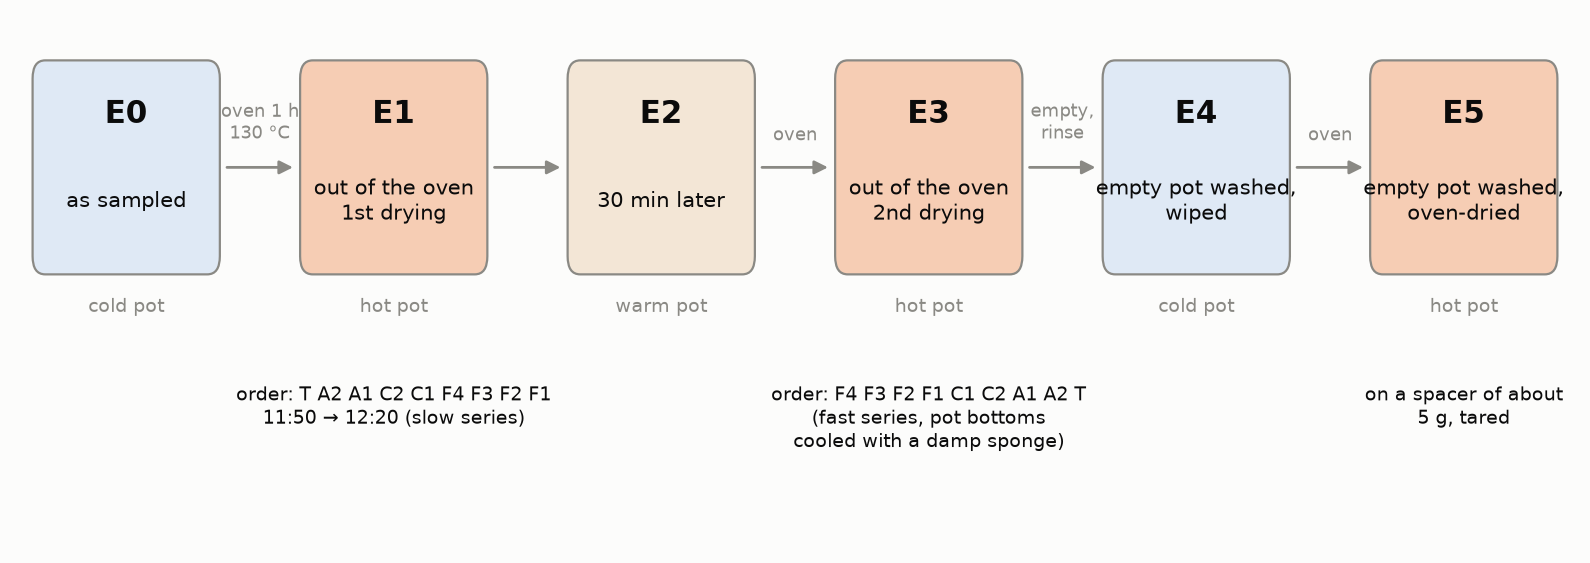 E0
as sampled
cold pot
oven 1 h
130 °C
E1
out of the oven
1st drying
hot pot
order: T A2 A1 C2 C1 F4 F3 F2 F1
11:50 → 12:20 (slow series)
E2
30 min later
warm pot
oven
E3
out of the oven
2nd drying
hot pot
order: F4 F3 F2 F1 C1 C2 A1 A2 T
(fast series, pot bottoms
cooled with a damp sponge)
empty,
rinse
E4
empty pot washed,
wiped
cold pot
oven
E5
empty pot washed,
oven-dried
hot pot
on a spacer of about
5 g, tared